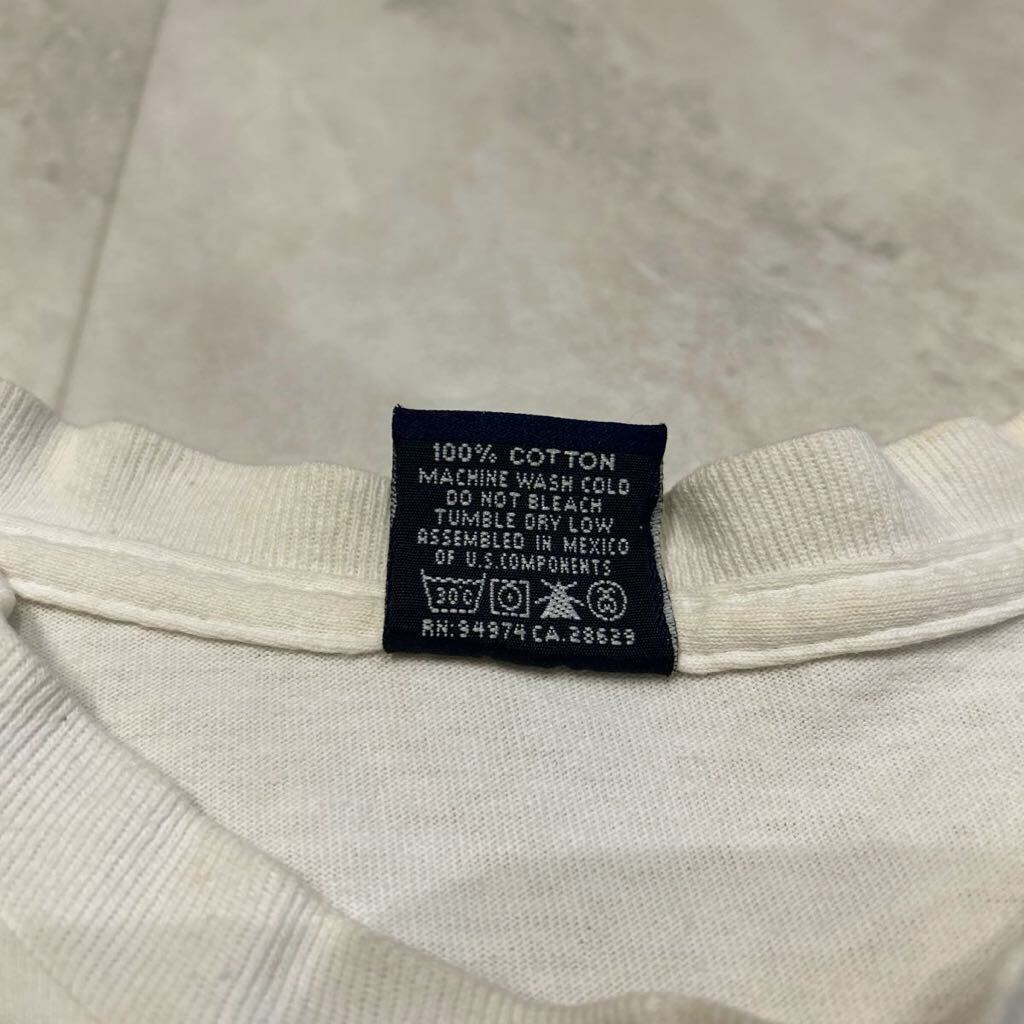 100% COTTON
MACHINE WASH COLD
DO NOT BLEACH
TUMBLE DRY LOW
ASSEMBLED IN MEXICO
OF U.S.COMPONENTS
30C
RN:94974 CA.28629